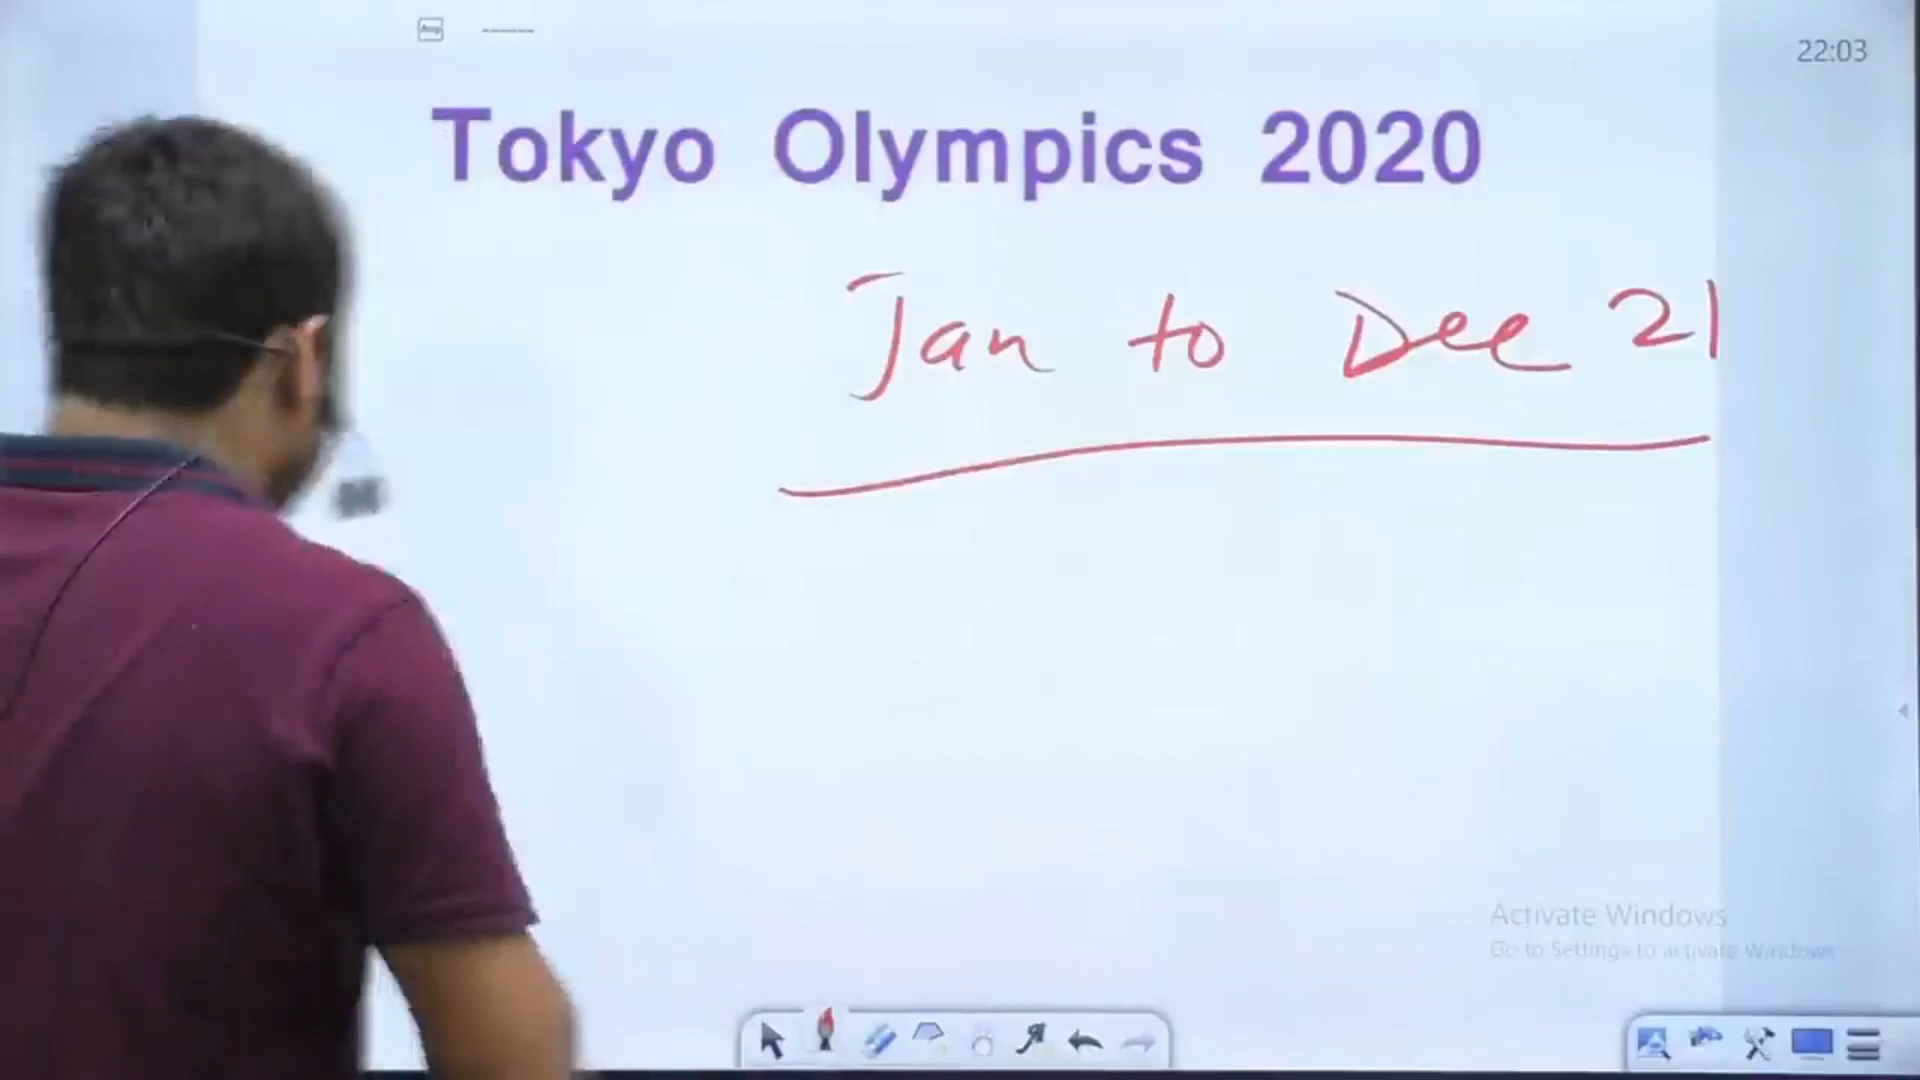 22:03
Tokyo Olympics 2020
Jan to Dec 21
Activate Windows
Go to Settings to activate Windows.